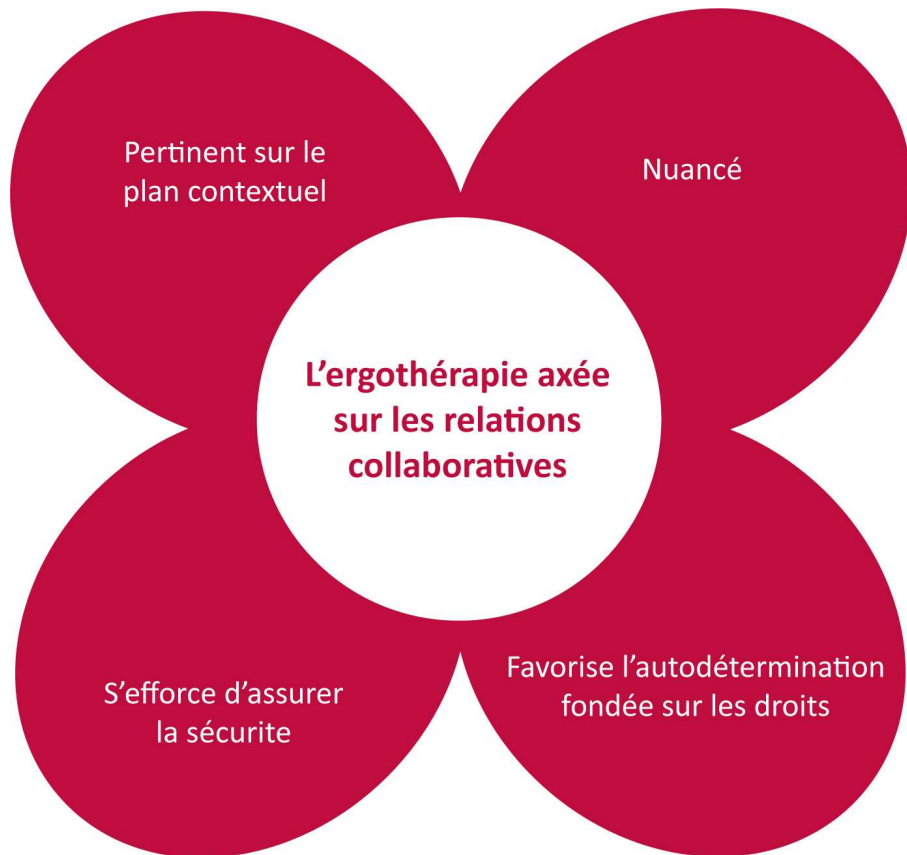 Pertinent sur le
plan contextuel
Nuancé
L'ergothérapie axée
sur les relations
collaboratives
S'efforce d'assurer
la sécurite
Favorise l'autodétermination
fondée sur les droits